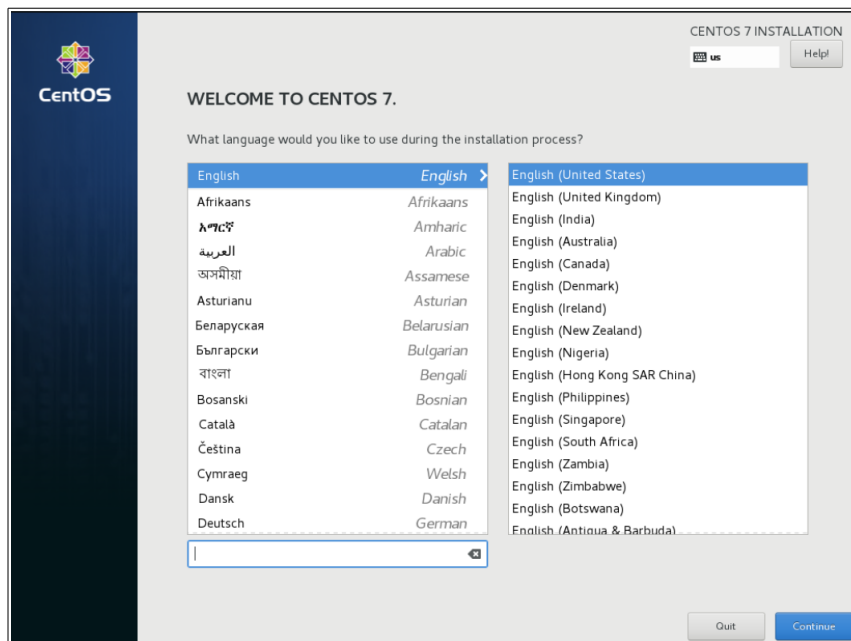 CentOS
CENTOS 7 INSTALLATION
us
Help!
WELCOME TO CENTOS 7.
What language would you like to use during the installation process?
English English
Afrikaans Afrikaans
አማርኛ Amharic
العربية Arabic
অসমীয়া Assamese
Asturianu Asturian
Беларуская Belarusian
Български Bulgarian
বাংলা Bengali
Bosanski Bosnian
Català Catalan
Čeština Czech
Cymraeg Welsh
Dansk Danish
Deutsch German
English (United States)
English (United Kingdom)
English (India)
English (Australia)
English (Canada)
English (Denmark)
English (Ireland)
English (New Zealand)
English (Nigeria)
English (Hong Kong SAR China)
English (Philippines)
English (Singapore)
English (South Africa)
English (Zambia)
English (Zimbabwe)
English (Botswana)
English (Antigua & Barbuda)
Quit
Continue